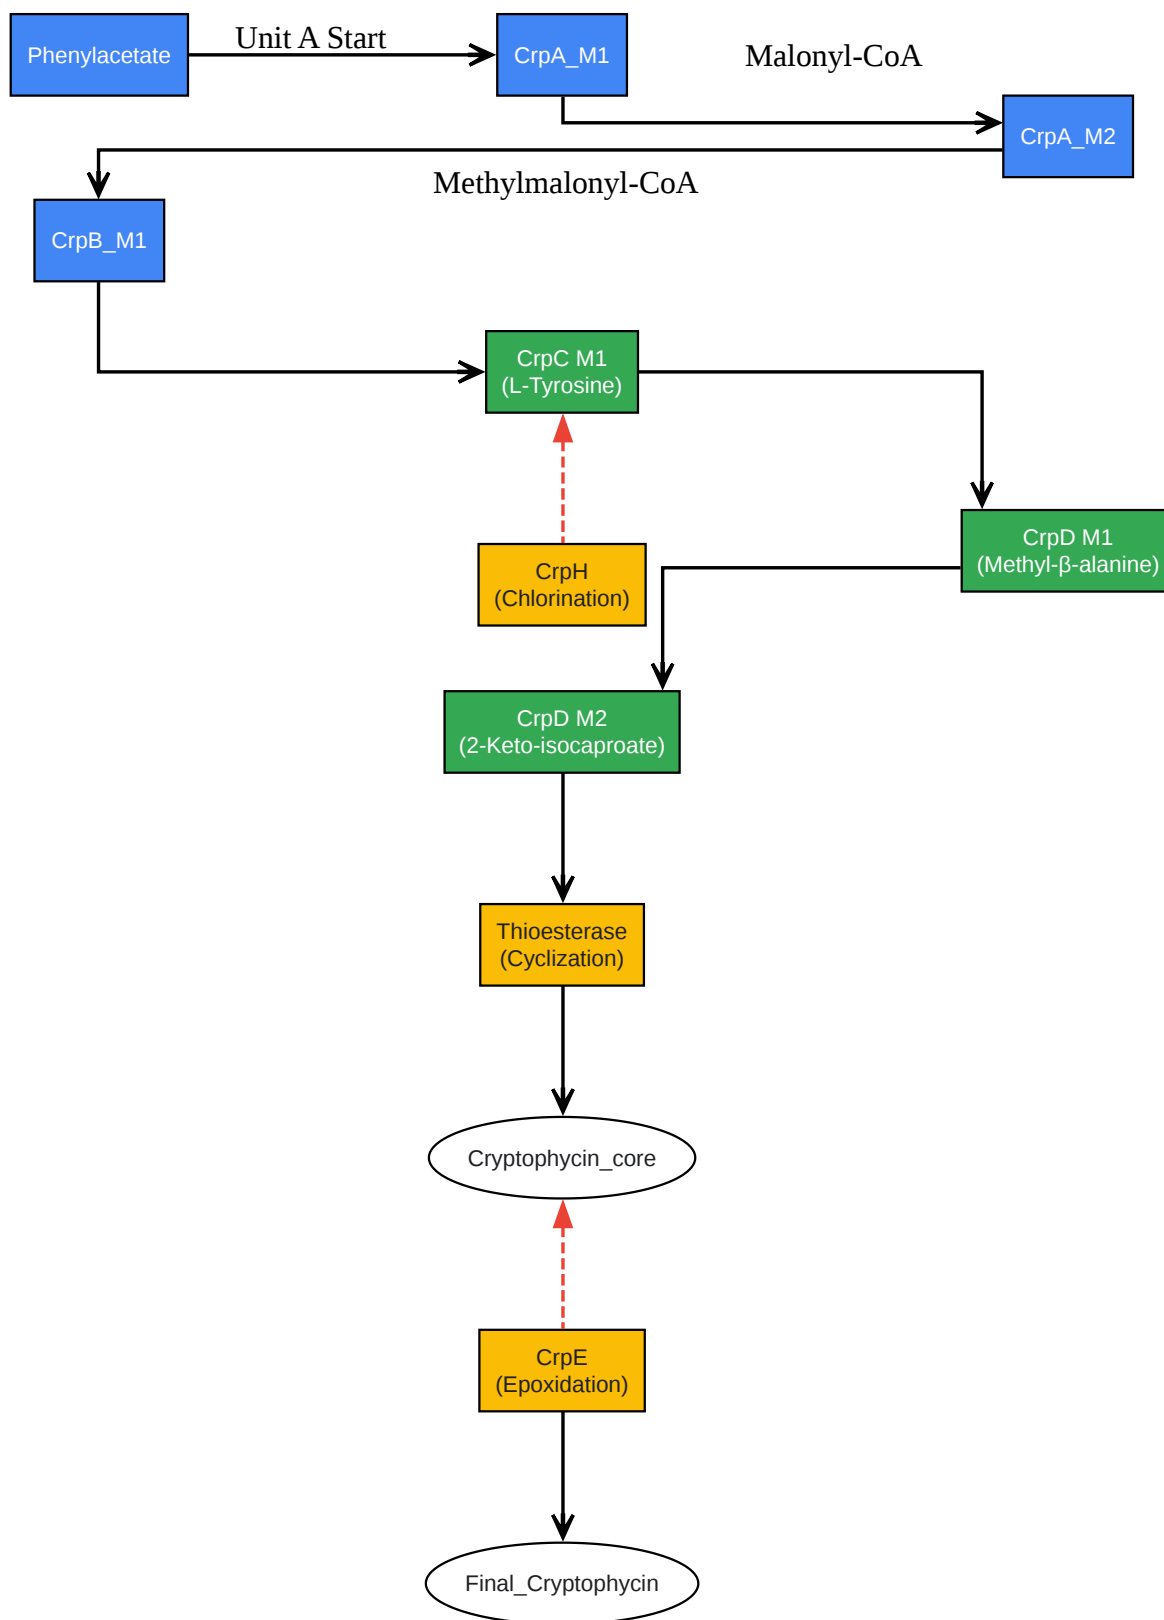 Phenylacetate
Unit A Start
CrpA_M1
Malonyl-CoA
CrpA_M2
Methylmalonyl-CoA
CrpB_M1
CrpC M1
(L-Tyrosine)
CrpD M1
(Methyl-β-alanine)
CrpH
(Chlorination)
CrpD M2
(2-Keto-isocaproate)
Thioesterase
(Cyclization)
Cryptophycin_core
CrpE
(Epoxidation)
Final_Cryptophycin